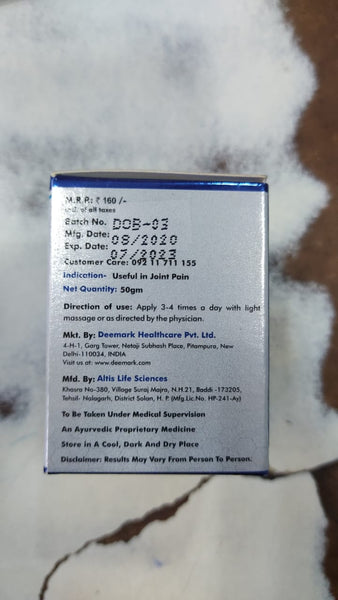 M.R.P.: ₹ 160 /-
Incl. of all taxes
Batch No. DOB-03
Mfg. Date: 08/2020
Exp. Date: 07/2023
Customer Care: 092 11 711 155
Indication- Useful in Joint Pain
Net Quantity: 50gm
Direction of use: Apply 3-4 times a day with light
massage or as directed by the physician.
Mkt. By: Deemark Healthcare Pvt. Ltd.
4-H-1, Garg Tower, Netaji Subhash Place, Pitampura, New
Delhi-110034, INDIA
Visit us at: www.deemark.com
Mfd. By: Altis Life Sciences
Khasra No-380, Village Suraj Majra, N.H.21, Baddi -173205,
Tehsil- Nalagarh, District Solan, H. P. (Mfg.Lic.No. HP-241-Ay)
To Be Taken Under Medical Supervision
An Ayurvedic Proprietary Medicine
Store in A Cool, Dark And Dry Place
Disclaimer: Results May Vary From Person To Person.